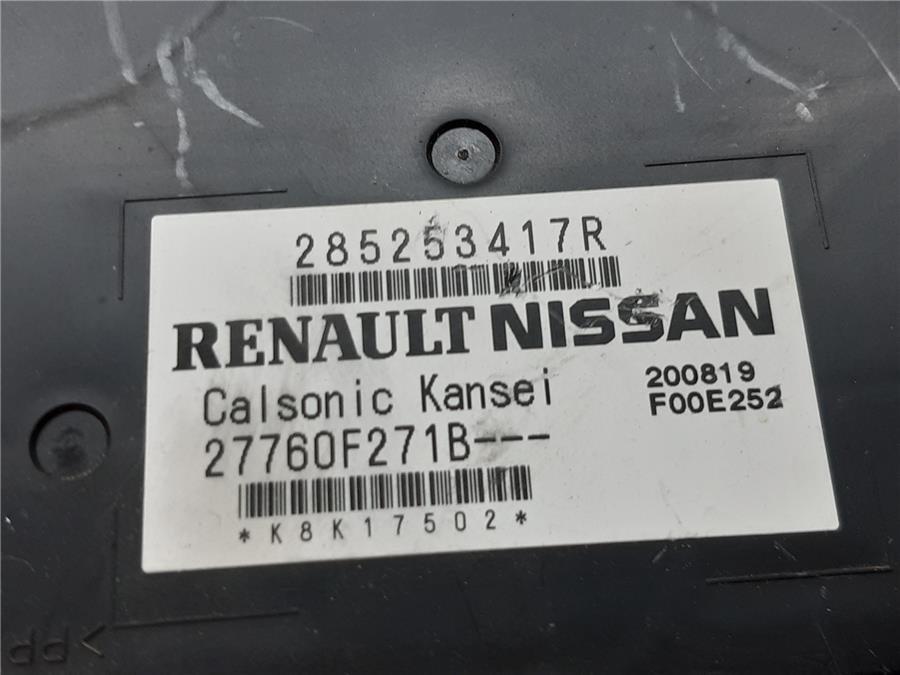 285253417R
RENAULT NISSAN
Calsonic Kansei
200819
27760F271B---
F00E252
*K8K17502*
>PP<